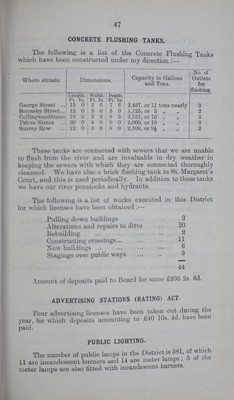 47
CONCRETE FLUSHING TANKS.
The following is a list of the Concrete Flushing Tanks
which have been constructed under my direction :—
Where situate. Dimensions. Capacity in Gallons and Tons. No. of Outlets for flushing.
Length. Width. Depth.
Ft. In. Ft. In. Ft. In.
George Street ... 13 0 3 6 7 6 2,437, or 11 tons nearly 2
Scoresby Street... 12 0 3 0 5 0 1,125, or 5 „ „ 2
Collingwood Street 19 0 5 3 6 0 3,581, or 16 „ „ 3
Princes Street ... 20 0 4 0 8 0 4,000, or 18 „ „ 3
Surrey Row ... 12 0 3 6 8 0 2,100, or 9½ „ „ 2
These tanks are connected with sewers that we are unable
to flush from the river and are invaluable in dry weather in
keeping the sewers with which they are connected thoroughly
cleansed. We have also a brick flushing tank in St. Margaret's
Court, and this is used periodically. In addition to these tanks
we have our river penstocks and hydrants.
The following is a list of works executed in this District
for which licenses have been obtained :—
Pulling down buildings 2
Alterations and repairs to ditto ... 20
Rebuilding ... 2
Constructing crossings... ... 11
New buildings ... ... 6
Stagings over public ways ... 3
44
Amount of deposits paid to Board for same £236 2s. 6d.
ADVERTISING STATIONS (RATING) ACT.
Four advertising licenses have been taken out during the
year, for which deposits amounting to £40 10s. 4d. have been
paid.
PUBLIC LIGHTING.
The number of public lamps in the District is 581, of which
11 are incandescent burners and 14 are meter lamps ; 5 of the
meter lamps are also fitted with incandescent burners.